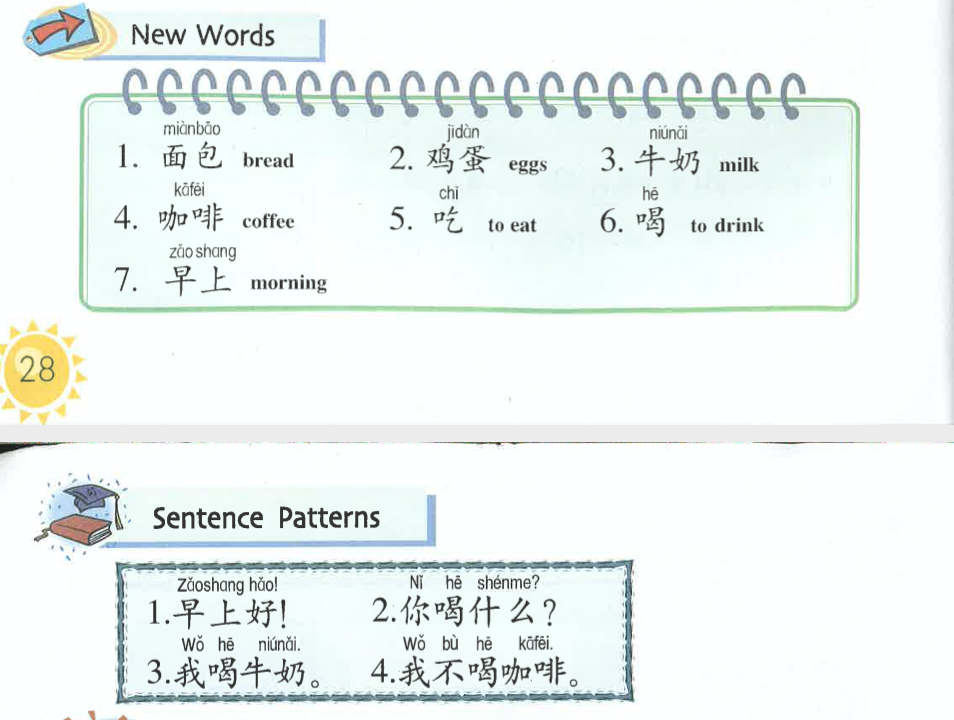 New Words
miànbāo jīdàn niúnǎi
1. 面包 bread 2. 鸡蛋 eggs 3. 牛奶 milk
kāfēi chī hē
4. 咖啡 coffee 5. 吃 to eat 6. 喝 to drink
zǎo shang
7. 早上 morning
28
Sentence Patterns
Zǎoshang hǎo! Nǐ hē shénme?
1.早上好! 2.你喝什么?
Wǒ hē niúnǎi. Wǒ bù hē kāfēi.
3.我喝牛奶。 4.我不喝咖啡。